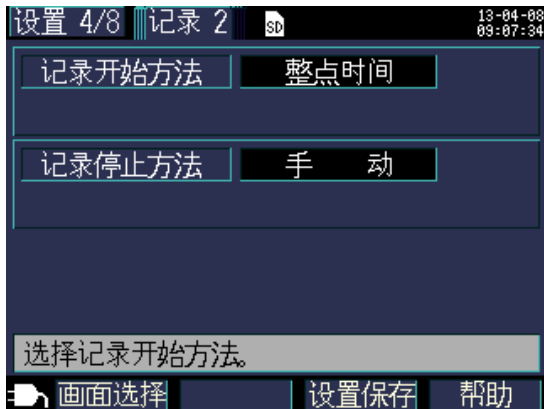 设置 4/8 记录 2 SD 13-04-08
09:07:34
记录开始方法 整点时间
记录停止方法 手 动
选择记录开始方法。
画面选择 设置保存 帮助